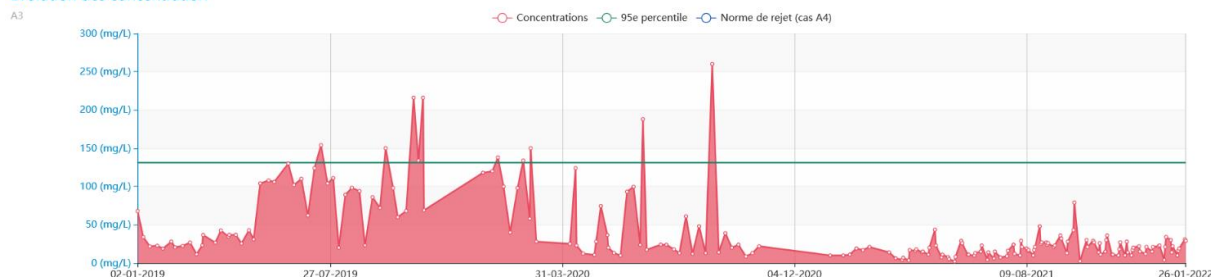 A3
Concentrations 95e percentile Norme de rejet (cas A4)
300 (mg/L)
250 (mg/L)
200 (mg/L)
150 (mg/L)
100 (mg/L)
50 (mg/L)
0 (mg/L)
02-01-2019 27-07-2019 31-03-2020 04-12-2020 09-08-2021 26-01-2022